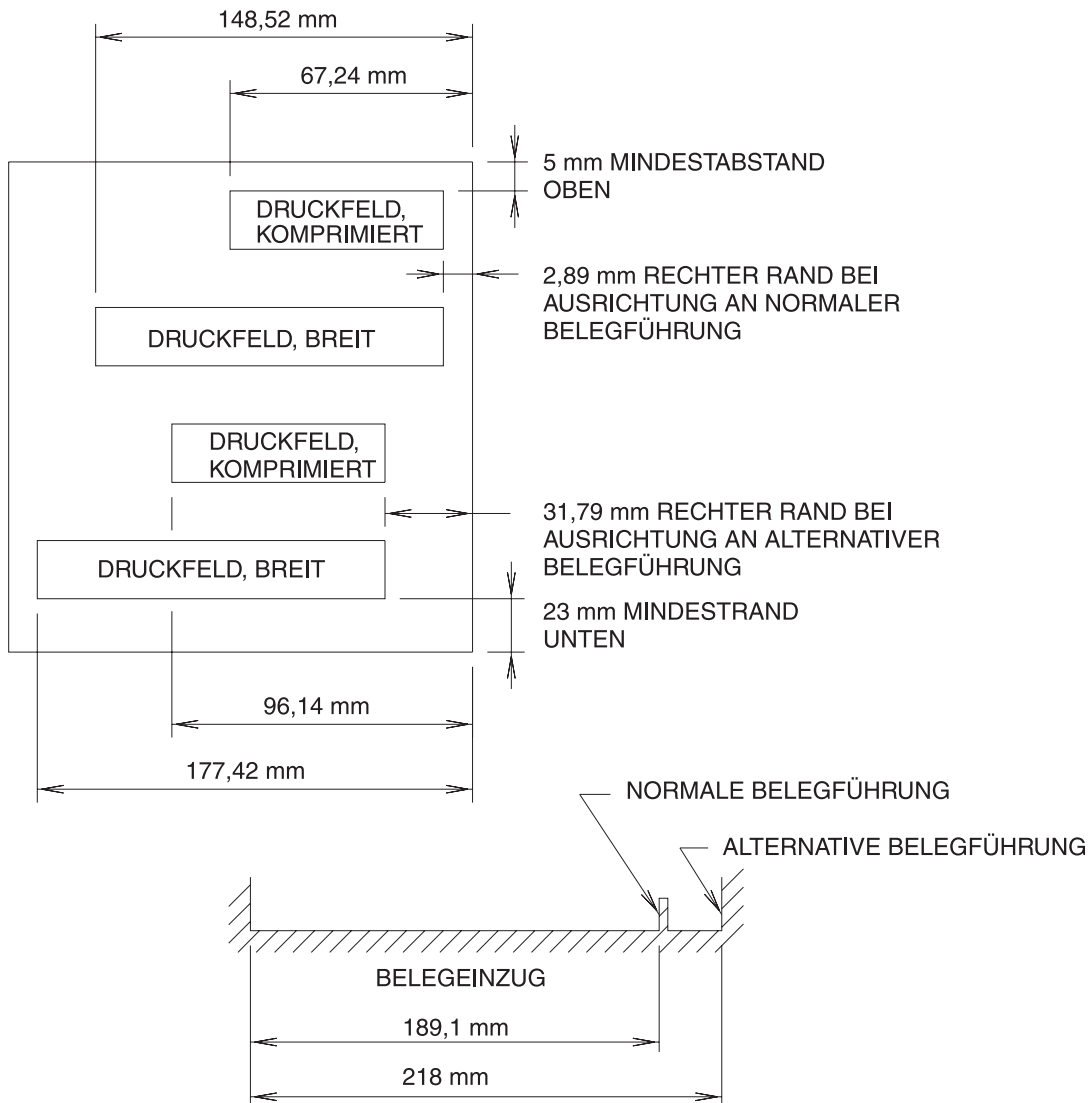 148,52 mm
67,24 mm
5 mm MINDESTABSTAND
OBEN
DRUCKFELD,
KOMPRIMIERT
2,89 mm RECHTER RAND BEI
AUSRICHTUNG AN NORMALER
BELEGFÜHRUNG
DRUCKFELD, BREIT
DRUCKFELD,
KOMPRIMIERT
31,79 mm RECHTER RAND BEI
AUSRICHTUNG AN ALTERNATIVER
BELEGFÜHRUNG
DRUCKFELD, BREIT
23 mm MINDESTRAND
UNTEN
96,14 mm
177,42 mm
NORMALE BELEGFÜHRUNG
ALTERNATIVE BELEGFÜHRUNG
BELEGEINZUG
189,1 mm
218 mm